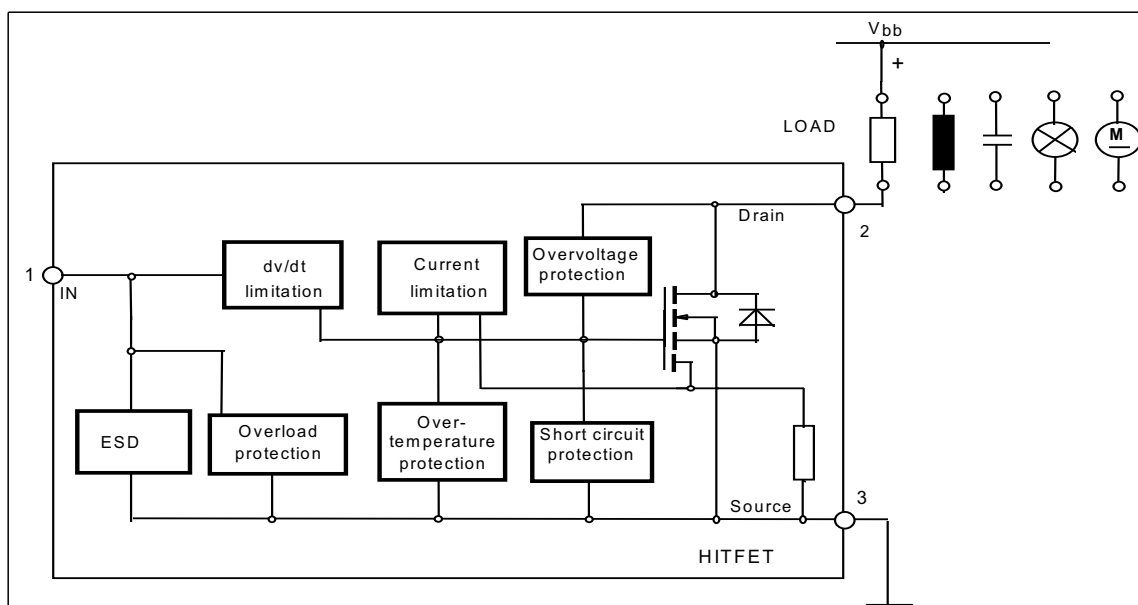 Vbb
+
LOAD
M
Drain
2
Overvoltage
protection
Current
limitation
dv/dt
limitation
1
IN
ESD
Overload
protection
Over-
temperature
protection
Short circuit
protection
Source
3
HITFET